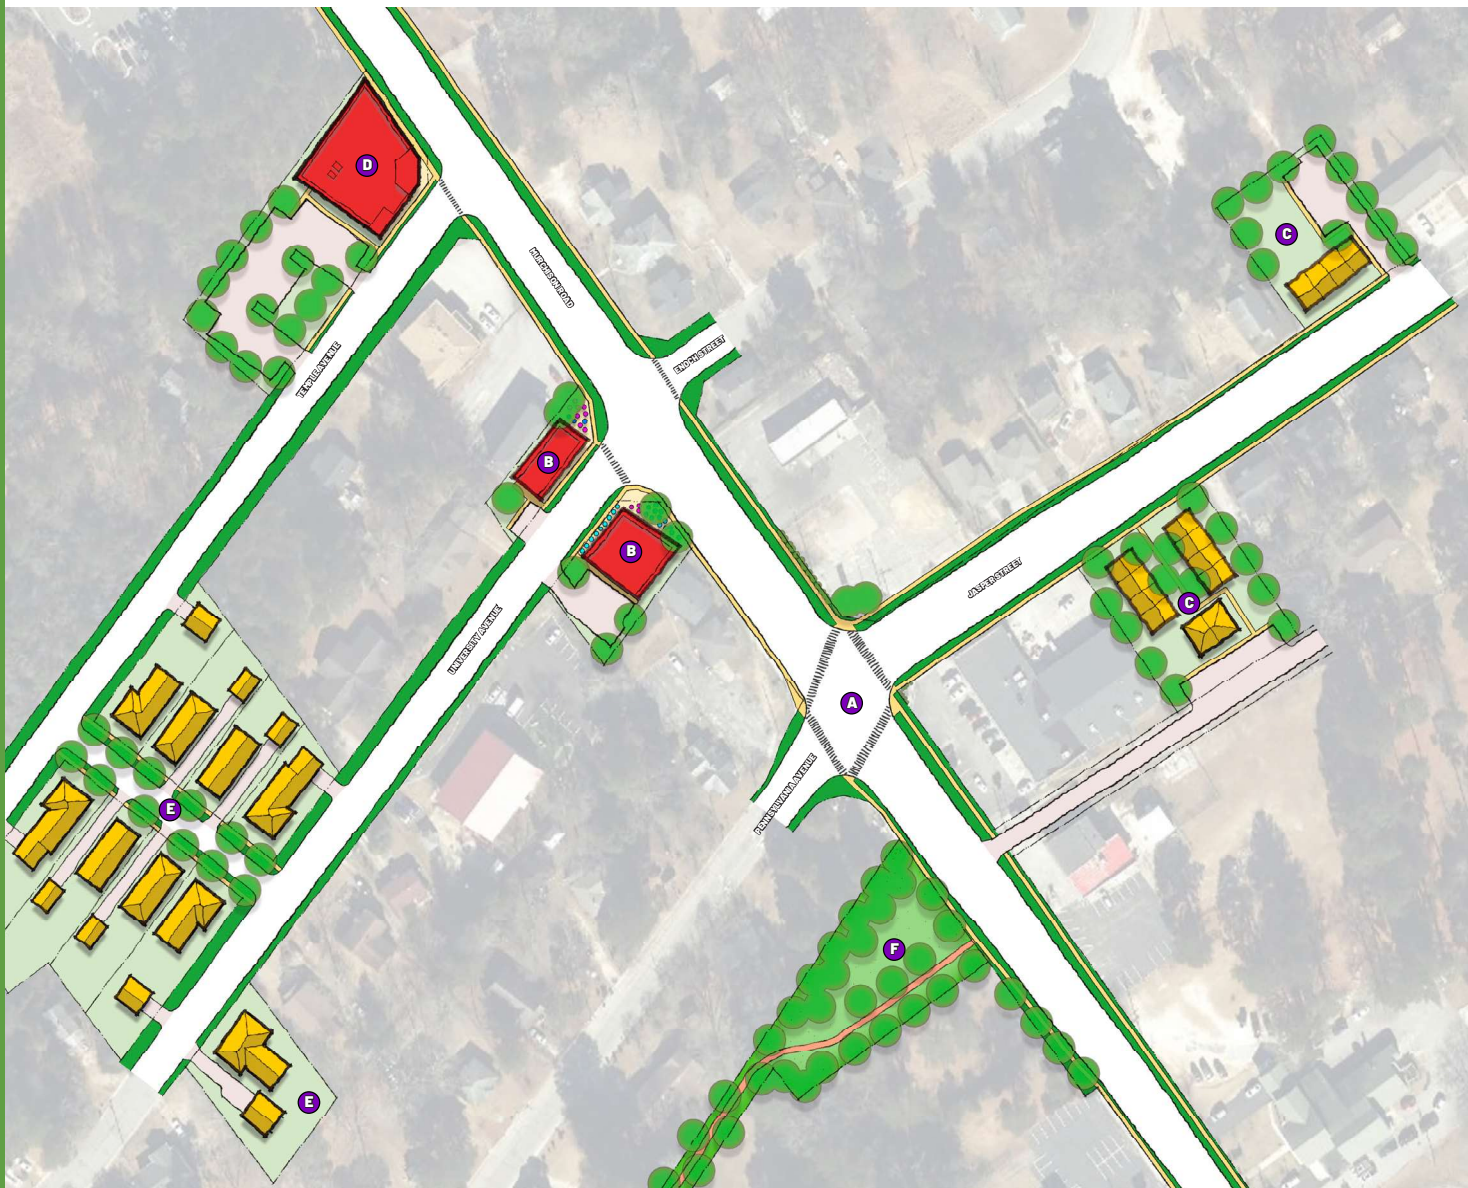 D
MURCHISON ROAD
C
ENOCH STREET
TEMPLE AVENUE
B
B
JASPER STREET
C
UNIVERSITY AVENUE
A
PENNSYLVANIA AVENUE
E
F
E